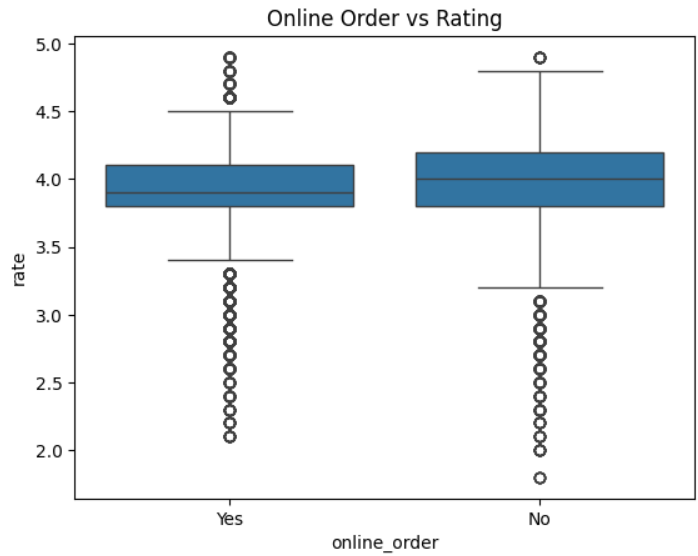 Online Order vs Rating
5.0
4.5
4.0
3.5
3.0
2.5
2.0
rate
Yes
No
online_order